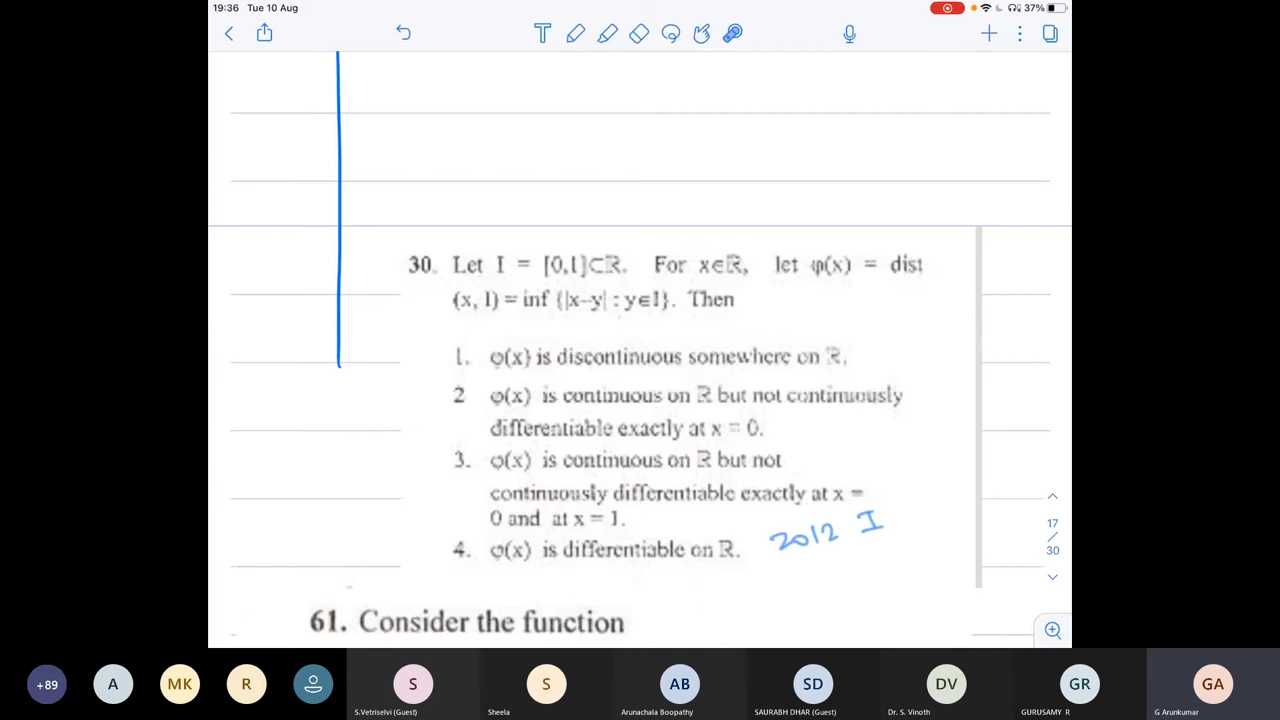 19:36 Tue 10 Aug
37%
30. Let I = [0,1]⊂ℝ. For x∈ℝ, let φ(x) = dist
(x, I) = inf {|x-y| : y∈I}. Then
1. φ(x) is discontinuous somewhere on ℝ.
2 φ(x) is continuous on ℝ but not continuously
differentiable exactly at x = 0.
3. φ(x) is continuous on ℝ but not
continuously differentiable exactly at x =
0 and at x = 1.
2012 I
4. φ(x) is differentiable on ℝ.
17
/
30
61. Consider the function
+89
A
MK
R
S
S
AB
SD
DV
GR
GA
S.Vetriselvi (Guest)
Sheela
Arunachala Boopathy
SAURABH DHAR (Guest)
Dr. S. Vinoth
GURUSAMY R
G Arunkumar